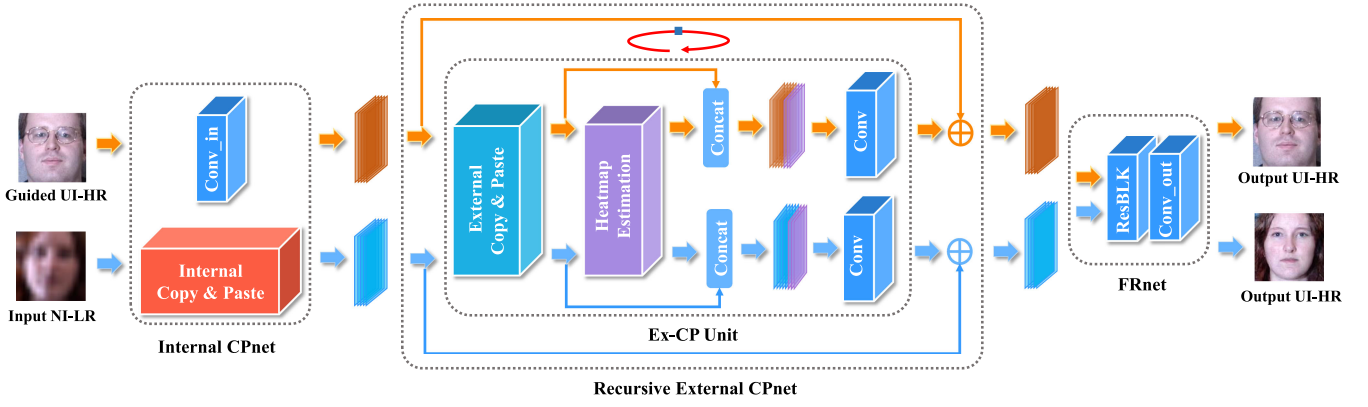 Guided UI-HR
Input NI-LR
Conv_in
Internal
Copy & Paste
Internal CPnet
External
Copy & Paste
Heatmap
Estimation
Concat
Conv
Concat
Conv
Ex-CP Unit
Recursive External CPnet
ResBLK
Conv_out
FRnet
Output UI-HR
Output UI-HR